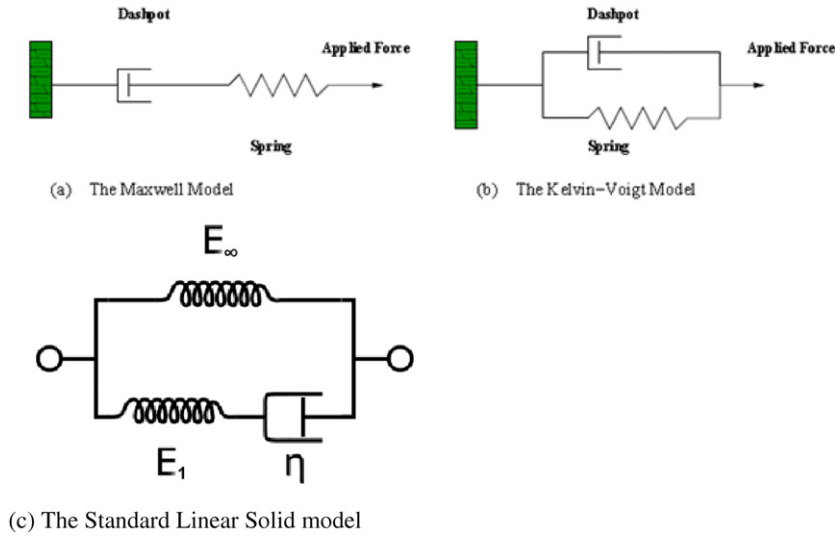 Dashpot
Applied Force
Spring
(a) The Maxwell Model
Dashpot
Applied Force
Spring
(b) The Kelvin-Voigt Model
E∞
E₁
η
(c) The Standard Linear Solid model